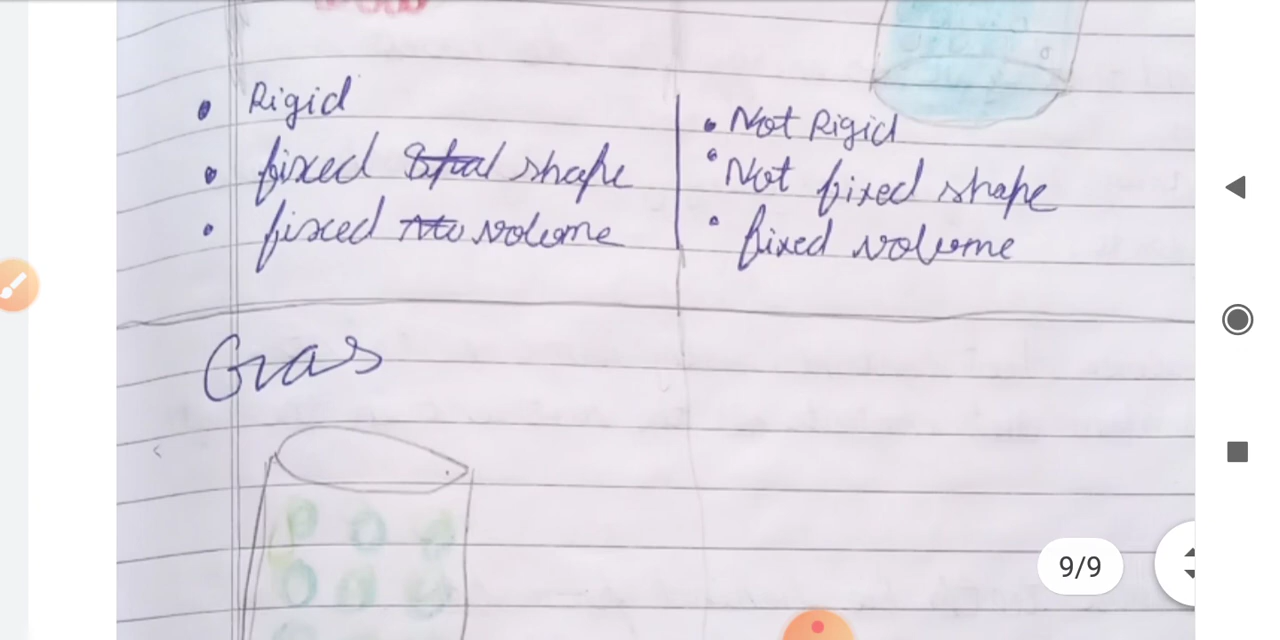 • Rigid
• fixed shape
• fixed volume
• Not Rigid
• Not fixed shape
• fixed volume
Gas
9/9